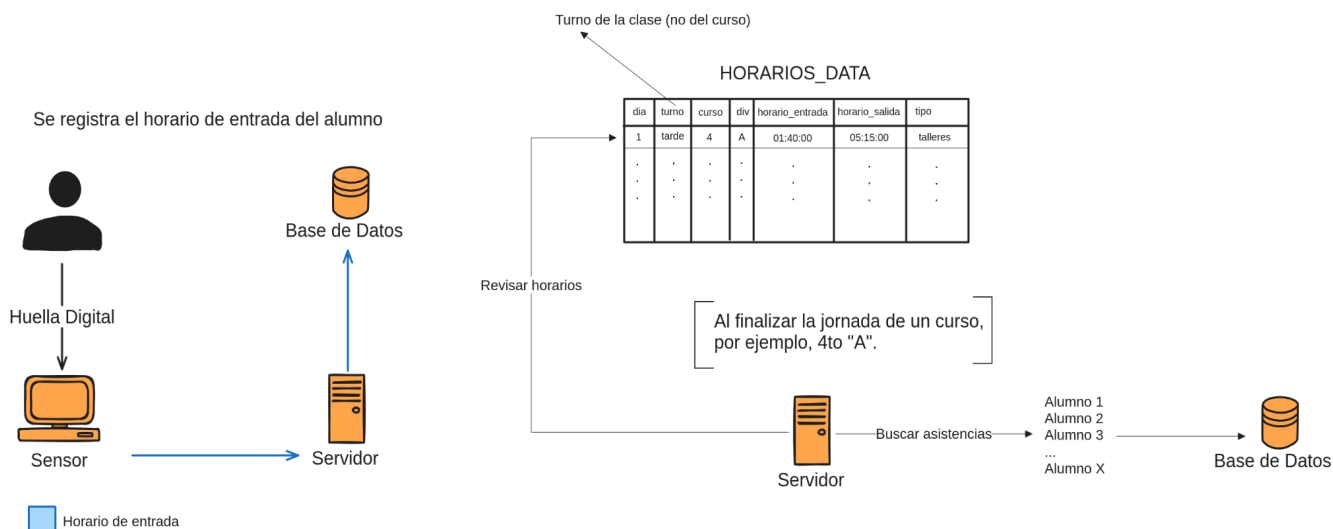 Turno de la clase (no del curso)
HORARIOS_DATA
dia turno curso div horario_entrada horario_salida tipo
1 tarde 4 A 01:40:00 05:15:00 talleres
. . . . . . .
. . . . . . .
. . . . . . .
Se registra el horario de entrada del alumno
Base de Datos
Huella Digital
Sensor
Servidor
Horario de entrada
Revisar horarios
Al finalizar la jornada de un curso,
por ejemplo, 4to "A".
Servidor
Buscar asistencias
Alumno 1
Alumno 2
Alumno 3
...
Alumno X
Base de Datos